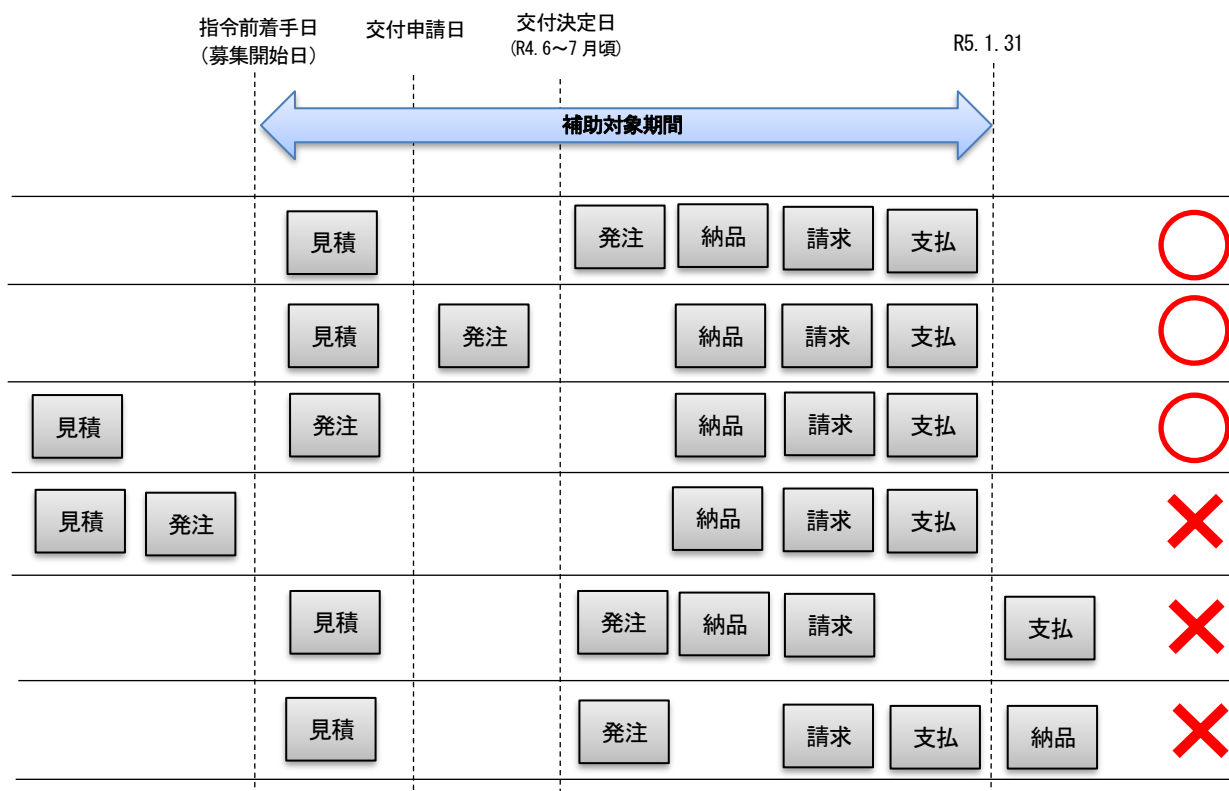 指令前着手日
（募集開始日）
交付申請日
交付決定日
(R4.6～7月頃)
R5.1.31
補助対象期間
見積
発注
納品
請求
支払
見積
発注
納品
請求
支払
見積
発注
納品
請求
支払
見積
発注
納品
請求
支払
見積
発注
納品
請求
支払
見積
発注
請求
支払
納品